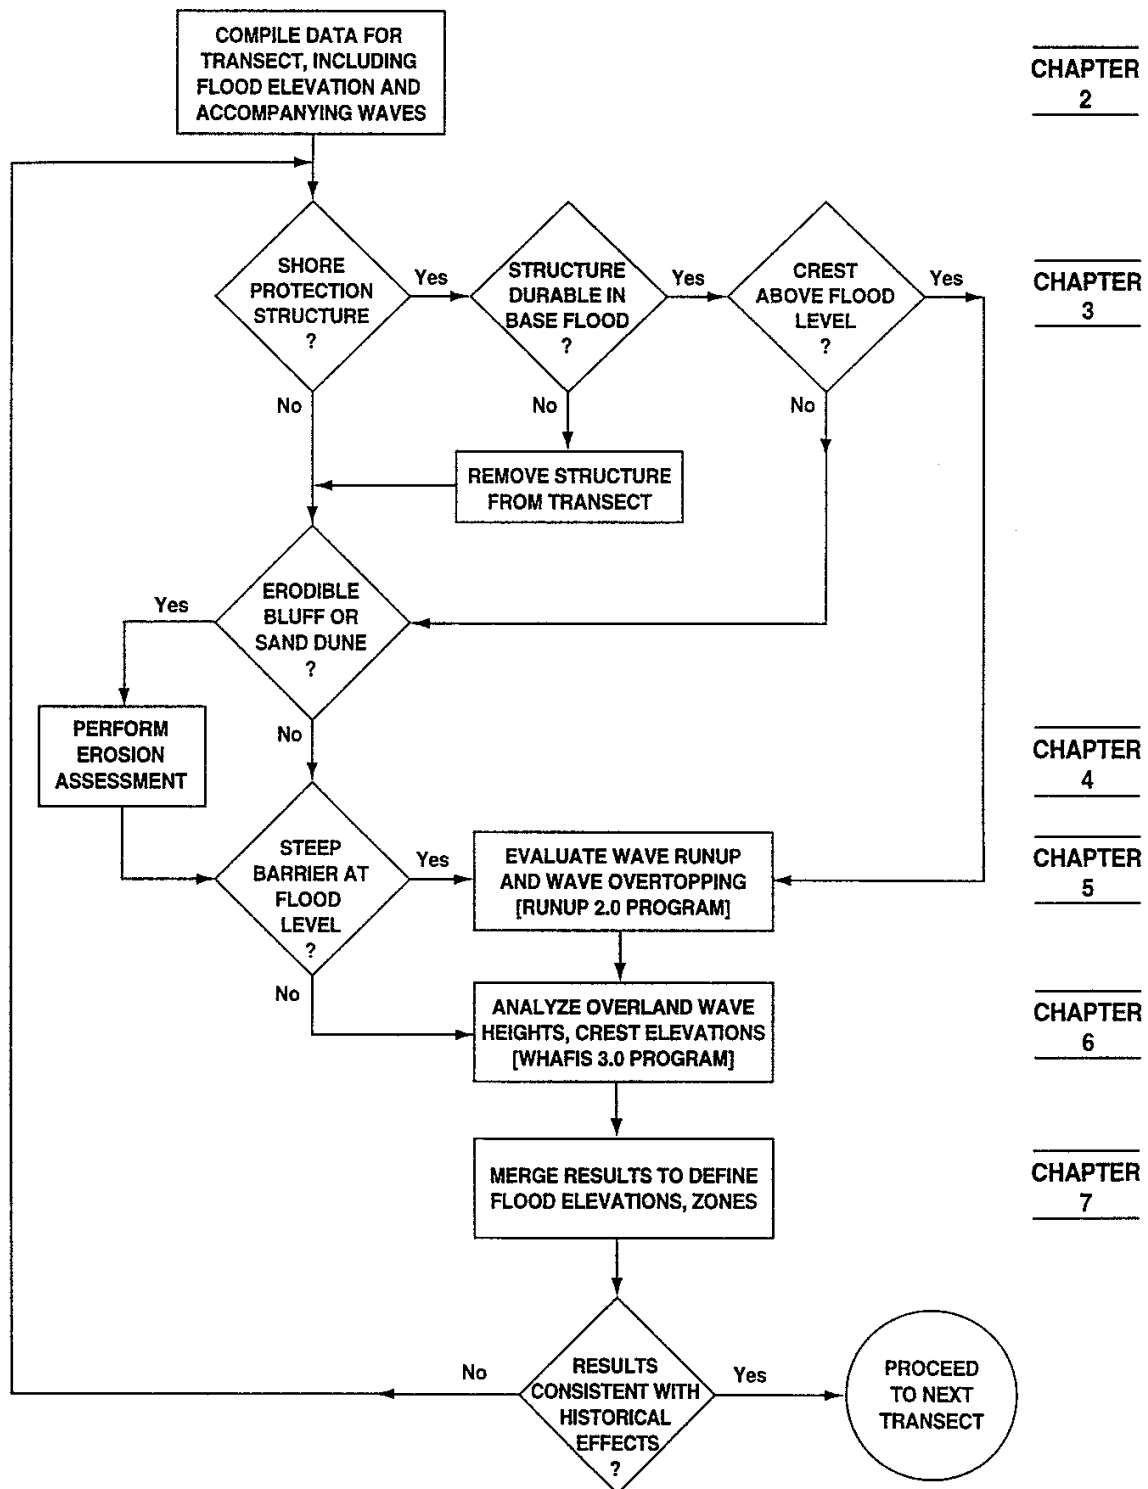 COMPILE DATA FOR
TRANSECT, INCLUDING
FLOOD ELEVATION AND
ACCOMPANYING WAVES
CHAPTER
2
SHORE
PROTECTION
STRUCTURE
?
Yes
STRUCTURE
DURABLE IN
BASE FLOOD
?
Yes
CREST
ABOVE FLOOD
LEVEL
?
Yes
CHAPTER
3
No
No
No
REMOVE STRUCTURE
FROM TRANSECT
ERODIBLE
BLUFF OR
SAND DUNE
?
Yes
No
PERFORM
EROSION
ASSESSMENT
CHAPTER
4
STEEP
BARRIER AT
FLOOD
LEVEL
?
Yes
EVALUATE WAVE RUNUP
AND WAVE OVERTOPPING
[RUNUP 2.0 PROGRAM]
CHAPTER
5
No
ANALYZE OVERLAND WAVE
HEIGHTS, CREST ELEVATIONS
[WHAFIS 3.0 PROGRAM]
CHAPTER
6
MERGE RESULTS TO DEFINE
FLOOD ELEVATIONS, ZONES
CHAPTER
7
No
RESULTS
CONSISTENT WITH
HISTORICAL
EFFECTS
?
Yes
PROCEED
TO NEXT
TRANSECT